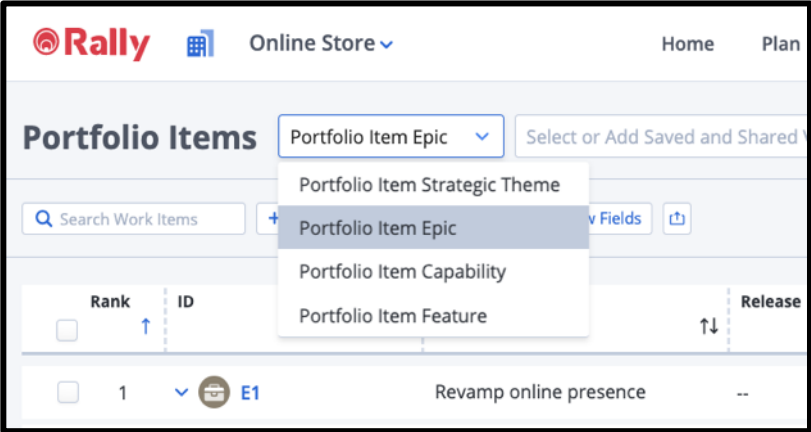 Rally
Online Store
Home
Plan
Portfolio Items
Portfolio Item Epic
Select or Add Saved and Shared
Portfolio Item Strategic Theme
Portfolio Item Epic
Portfolio Item Capability
Portfolio Item Feature
Search Work Items
+
Fields
Rank
ID
Release
1
E1
Revamp online presence
--